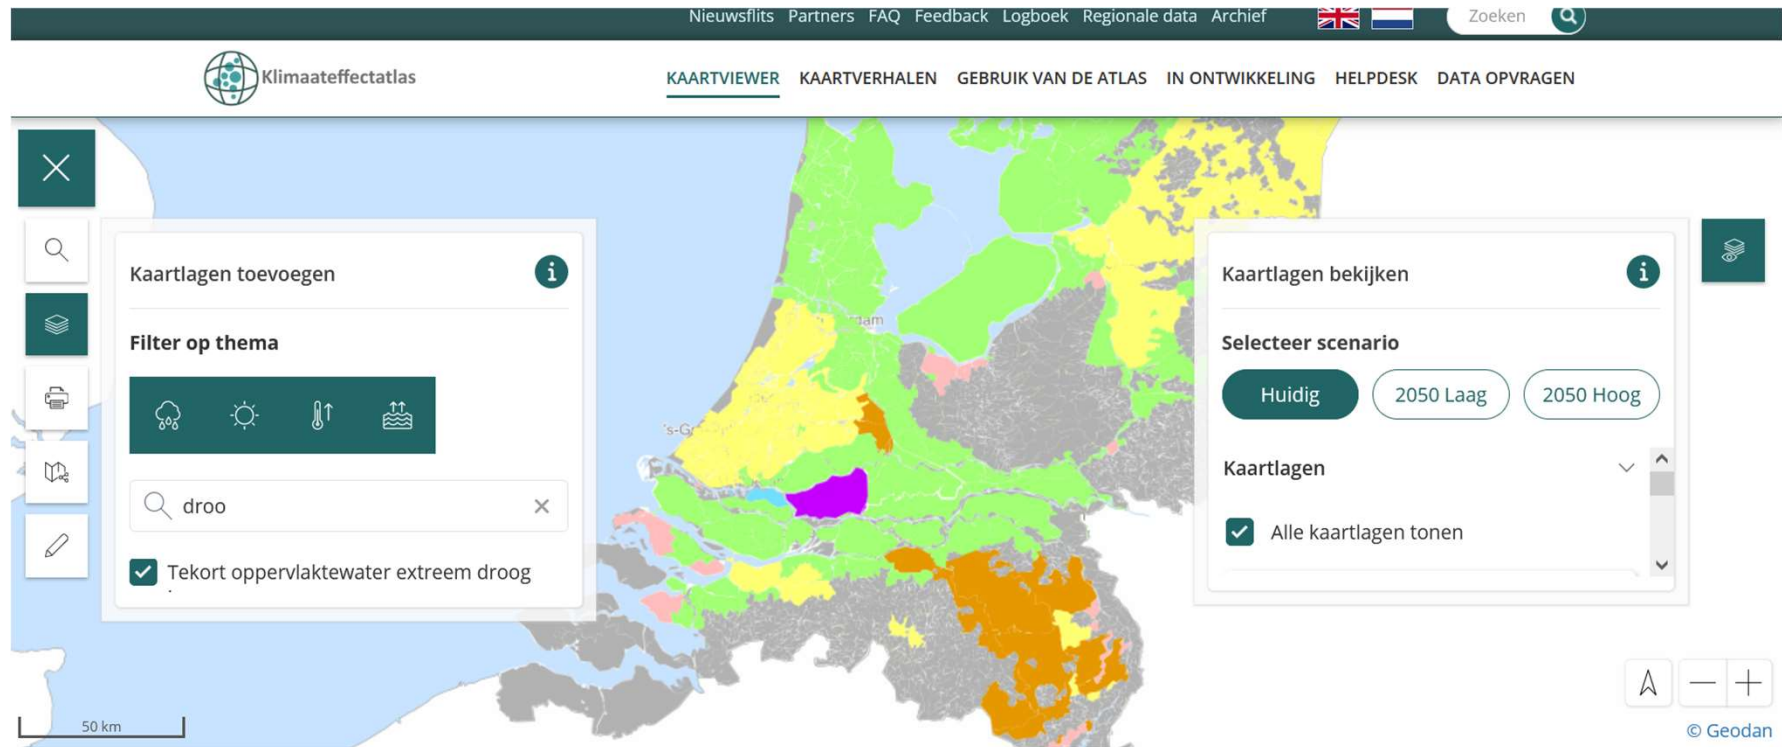 Nieuwsflits Partners FAQ Feedback Logboek Regionale data Archief Zoeken
Klimaateffectatlas
KAARTVIEWER KAARTVERHALEN GEBRUIK VAN DE ATLAS IN ONTWIKKELING HELPDESK DATA OPVRAGEN
Kaartlagen toevoegen
Filter op thema
droo
Tekort oppervlaktewater extreem droog
Kaartlagen bekijken
Selecteer scenario
Huidig 2050 Laag 2050 Hoog
Kaartlagen
Alle kaartlagen tonen
dam
's-G
50 km
© Geodan